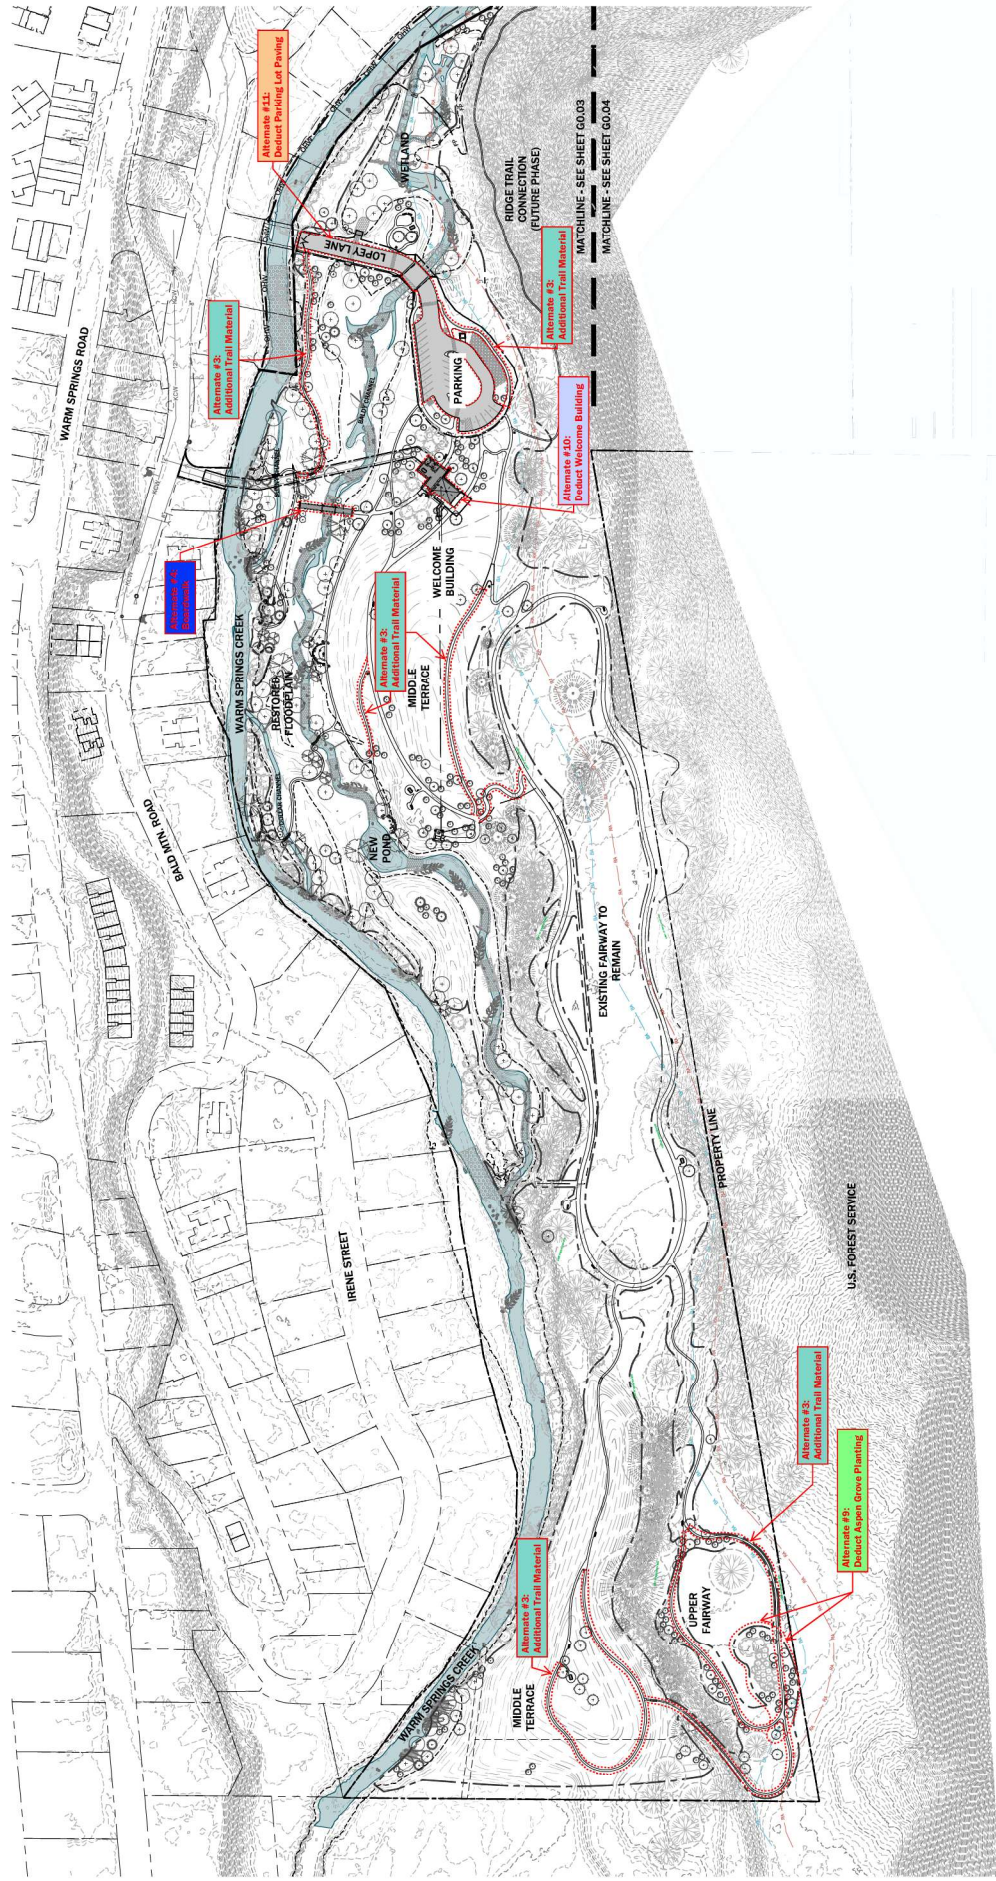 Alternate #11:
Deduct Parking Lot Paving
WARM SPRINGS ROAD
Alternate #3:
Additional Trail Material
LOPEY LANE
WETLAND
RIDGE TRAIL
CONNECTION
(FUTURE PHASE)
MATCHLINE - SEE SHEET G0.03
MATCHLINE - SEE SHEET G0.04
Alternate #3:
Additional Trail Material
PARKING
BALDY CHANNEL
Alternate #10:
Deduct Welcome Building
Alternate #4:
Boardwalk
WELCOME
BUILDING
WARM SPRINGS CREEK
RESTORED
FLOODPLAIN
Alternate #3:
Additional Trail Material
MIDDLE
TERRACE
BALD MTN. ROAD
NEW
POND
EXISTING FAIRWAY TO
REMAIN
PROPERTY LINE
IRENE STREET
U.S. FOREST SERVICE
Alternate #3:
Additional Trail Naterial
Alternate #9:
Deduct Aspen Grove Planting
Alternate #3:
Additional Trail Material
UPPER
FAIRWAY
MIDDLE
TERRACE
WARM SPRINGS CREEK